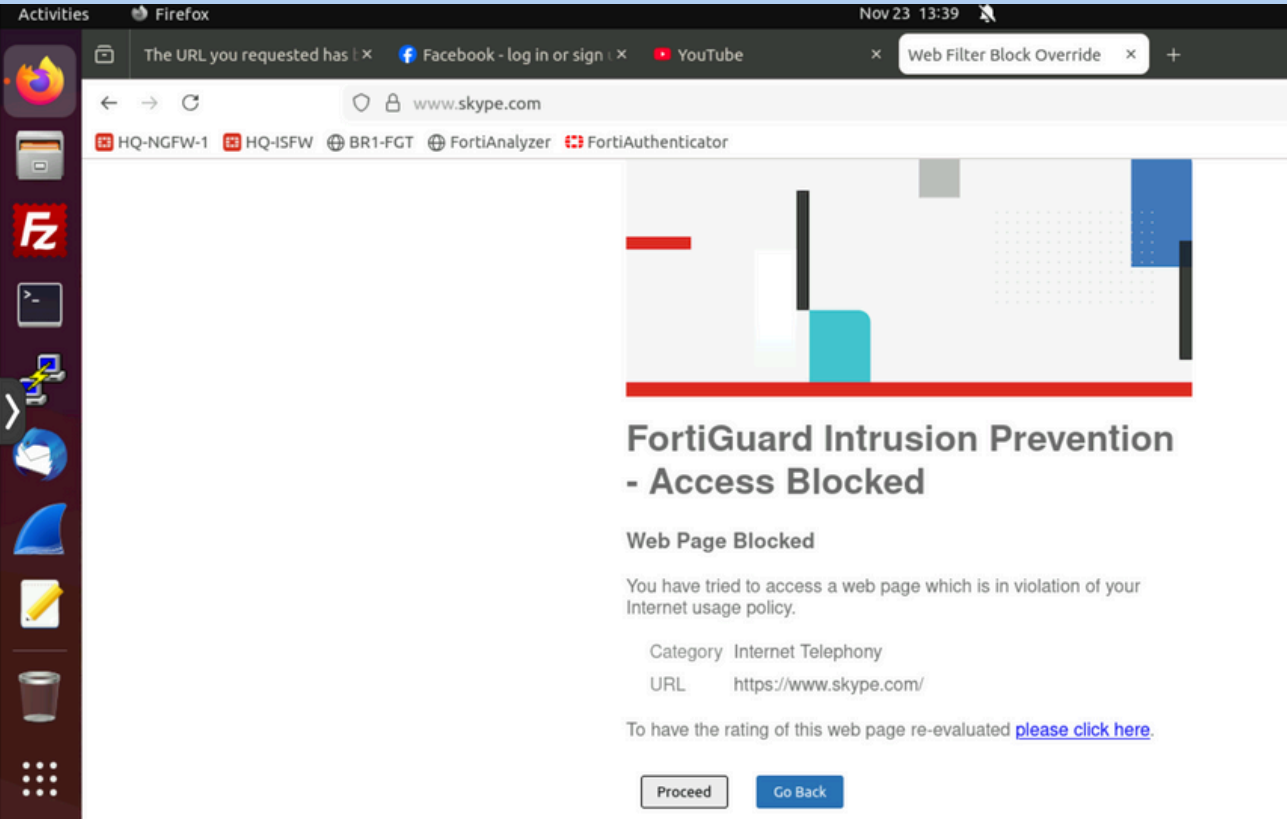 Activities Firefox Nov 23 13:39
The URL you requested has Facebook - log in or sign YouTube Web Filter Block Override
www.skype.com
HQ-NGFW-1 HQ-ISFW BR1-FGT FortiAnalyzer FortiAuthenticator
Fz
FortiGuard Intrusion Prevention
- Access Blocked
Web Page Blocked
You have tried to access a web page which is in violation of your
Internet usage policy.
Category Internet Telephony
URL https://www.skype.com/
To have the rating of this web page re-evaluated please click here.
Proceed Go Back